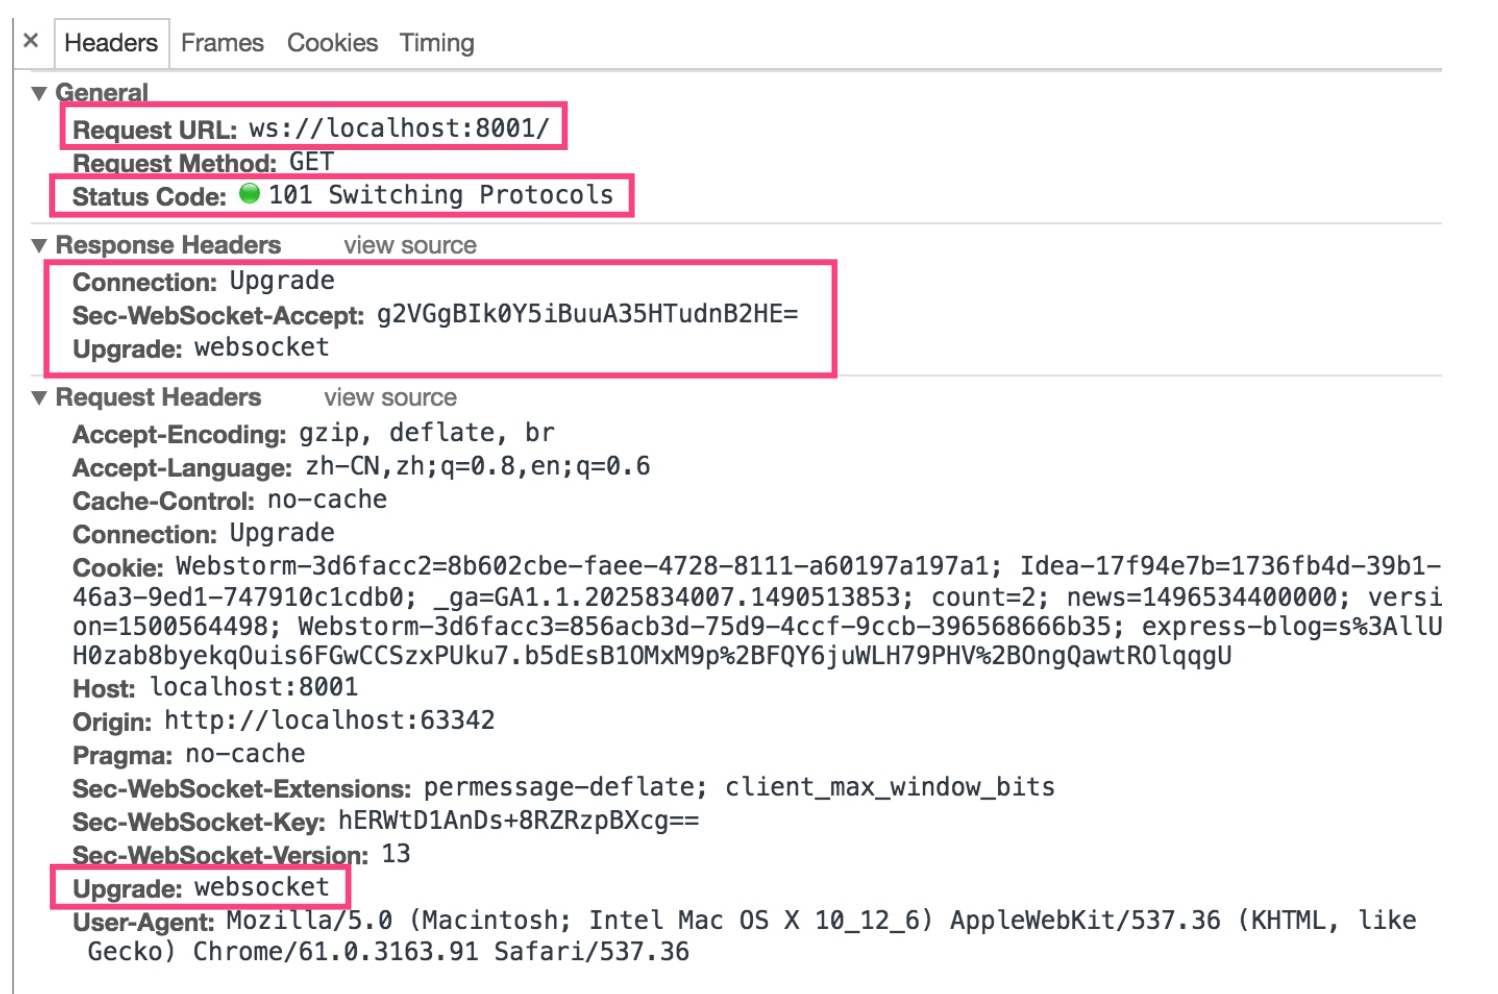 × Headers Frames Cookies Timing
▼ General
Request URL: ws://localhost:8001/
Request Method: GET
Status Code: 101 Switching Protocols
▼ Response Headers view source
Connection: Upgrade
Sec-WebSocket-Accept: g2VGgBIk0Y5iBuuA35HTudnB2HE=
Upgrade: websocket
▼ Request Headers view source
Accept-Encoding: gzip, deflate, br
Accept-Language: zh-CN,zh;q=0.8,en;q=0.6
Cache-Control: no-cache
Connection: Upgrade
Cookie: Webstorm-3d6facc2=8b602cbe-faee-4728-8111-a60197a197a1; Idea-17f94e7b=1736fb4d-39b1-
46a3-9ed1-747910c1cdb0; _ga=GA1.1.2025834007.1490513853; count=2; news=1496534400000; versi
on=1500564498; Webstorm-3d6facc3=856acb3d-75d9-4ccf-9ccb-396568666b35; express-blog=s%3AllU
H0zab8byekqOuis6FGwCCSzxPUku7.b5dEsB1OMxM9p%2BFQY6juWLH79PHV%2BOngQawtROlqqgU
Host: localhost:8001
Origin: http://localhost:63342
Pragma: no-cache
Sec-WebSocket-Extensions: permessage-deflate; client_max_window_bits
Sec-WebSocket-Key: hERWtD1AnDs+8RZRzpBXcg==
Sec-WebSocket-Version: 13
Upgrade: websocket
User-Agent: Mozilla/5.0 (Macintosh; Intel Mac OS X 10_12_6) AppleWebKit/537.36 (KHTML, like
Gecko) Chrome/61.0.3163.91 Safari/537.36